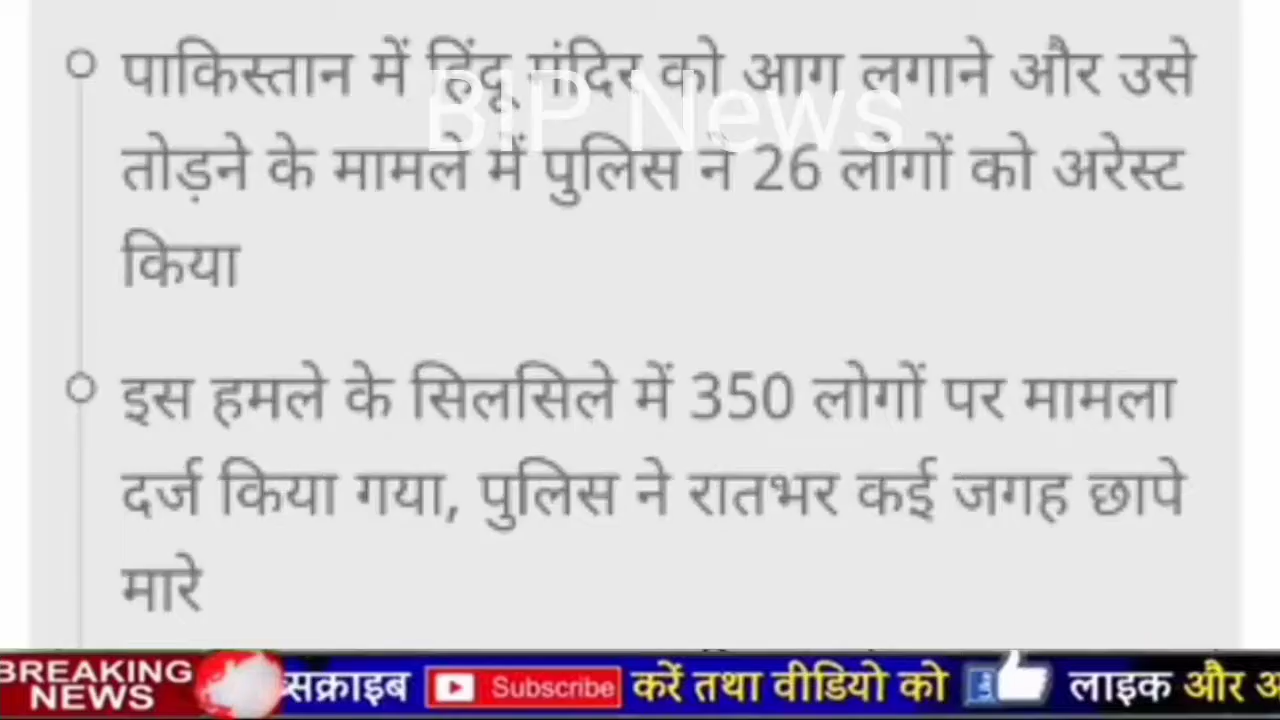 पाकिस्तान में हिंदू मंदिर को आग लगाने और उसे
BIP News
तोड़ने के मामले में पुलिस ने 26 लोगों को अरेस्ट
किया
इस हमले के सिलसिले में 350 लोगों पर मामला
दर्ज किया गया, पुलिस ने रातभर कई जगह छापे
मारे
BREAKING
NEWS
सक्राइब Subscribe करें तथा वीडियो को लाइक और